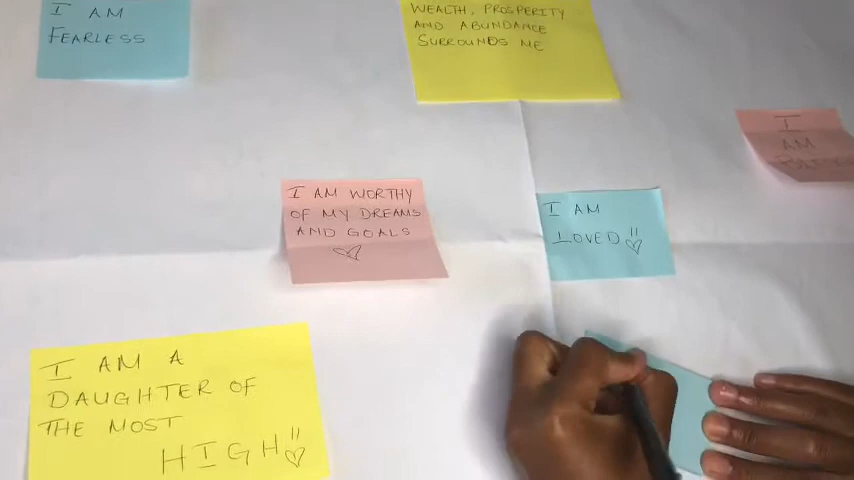 I AM
FEARLESS
WEALTH, PROSPERITY
AND ABUNDANCE
SURROUNDS ME
I
AM
I AM WORTHY
OF MY DREAMS
AND GOALS
I AM
LOVED
I AM A
DAUGHTER OF
THE MOST
HIGH